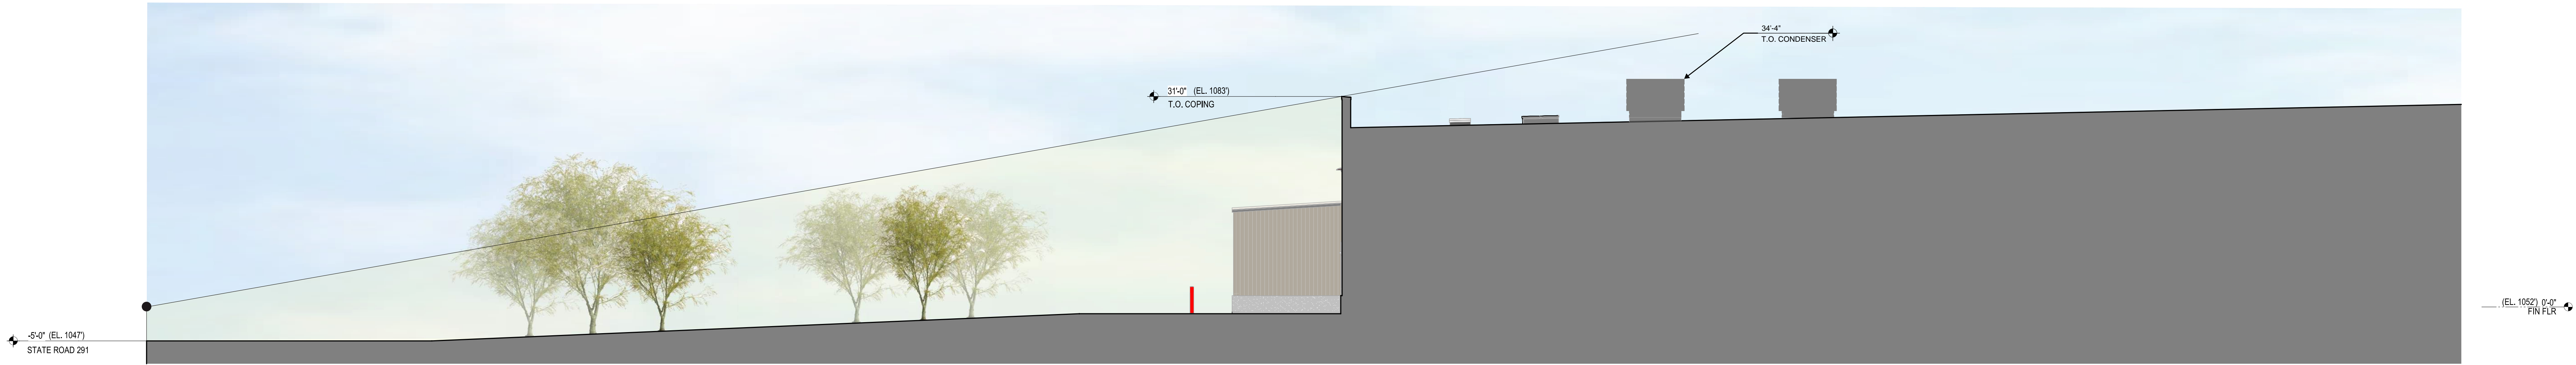 34'-4"
T.O. CONDENSER
31'-0" (EL. 1083')
T.O. COPING
-5'-0" (EL. 1047')
STATE ROAD 291
(EL. 1052') 0'-0"
FIN FLR